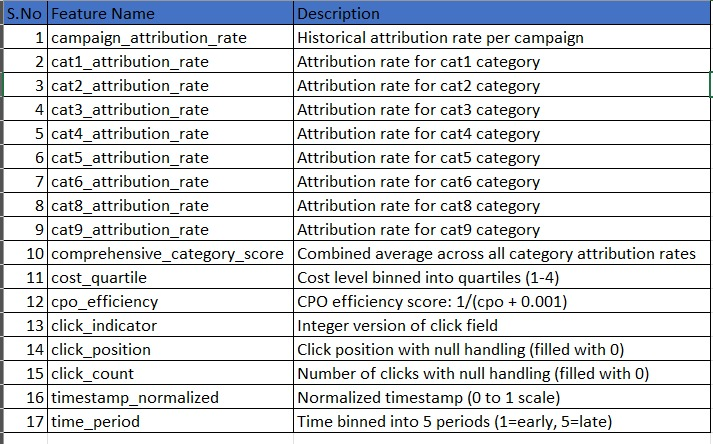 S.No Feature Name Description
1 campaign_attribution_rate Historical attribution rate per campaign
2 cat1_attribution_rate Attribution rate for cat1 category
3 cat2_attribution_rate Attribution rate for cat2 category
4 cat3_attribution_rate Attribution rate for cat3 category
5 cat4_attribution_rate Attribution rate for cat4 category
6 cat5_attribution_rate Attribution rate for cat5 category
7 cat6_attribution_rate Attribution rate for cat6 category
8 cat8_attribution_rate Attribution rate for cat8 category
9 cat9_attribution_rate Attribution rate for cat9 category
10 comprehensive_category_score Combined average across all category attribution rates
11 cost_quartile Cost level binned into quartiles (1-4)
12 cpo_efficiency CPO efficiency score: 1/(cpo + 0.001)
13 click_indicator Integer version of click field
14 click_position Click position with null handling (filled with 0)
15 click_count Number of clicks with null handling (filled with 0)
16 timestamp_normalized Normalized timestamp (0 to 1 scale)
17 time_period Time binned into 5 periods (1=early, 5=late)